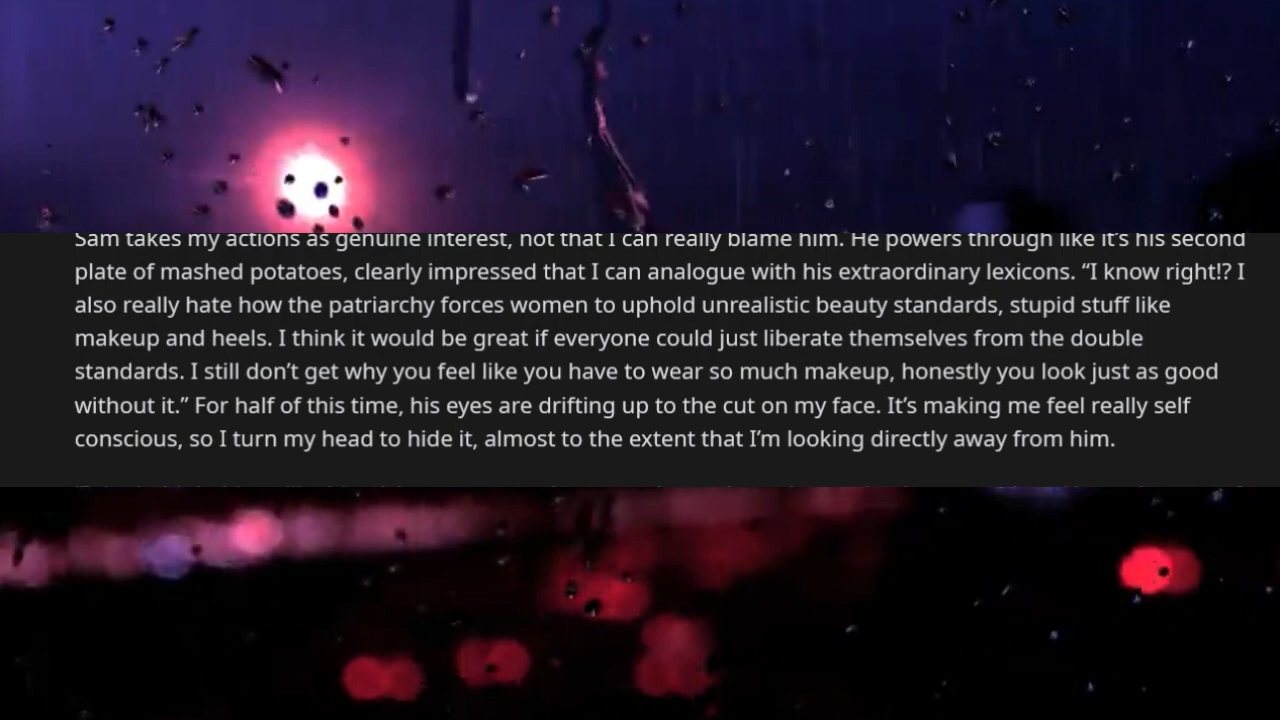 Sam takes my actions as genuine interest, not that I can really blame him. He powers through like it’s his second
plate of mashed potatoes, clearly impressed that I can analogue with his extraordinary lexicons. “I know right!? I
also really hate how the patriarchy forces women to uphold unrealistic beauty standards, stupid stuff like
makeup and heels. I think it would be great if everyone could just liberate themselves from the double
standards. I still don’t get why you feel like you have to wear so much makeup, honestly you look just as good
without it.” For half of this time, his eyes are drifting up to the cut on my face. It’s making me feel really self
conscious, so I turn my head to hide it, almost to the extent that I’m looking directly away from him.